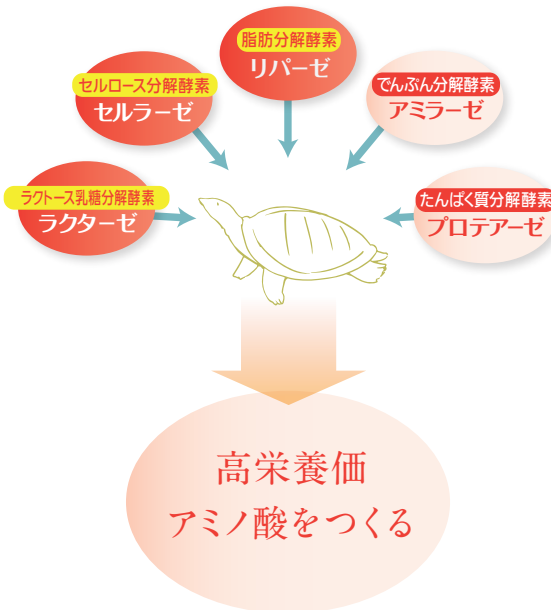 脂肪分解酵素
リパーゼ
セルロース分解酵素
セルラーゼ
でんぷん分解酵素
アミラーゼ
ラクトース乳糖分解酵素
ラクターゼ
たんぱく質分解酵素
プロテアーゼ
高栄養価
アミノ酸をつくる